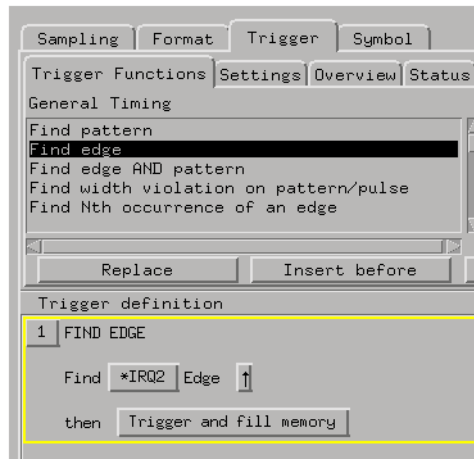 Sampling Format Trigger Symbol
Trigger Functions Settings Overview Status
General Timing
Find pattern
Find edge
Find edge AND pattern
Find width violation on pattern/pulse
Find Nth occurrence of an edge
Replace Insert before
Trigger definition
1 FIND EDGE
Find *IRQ2 Edge ↑
then Trigger and fill memory